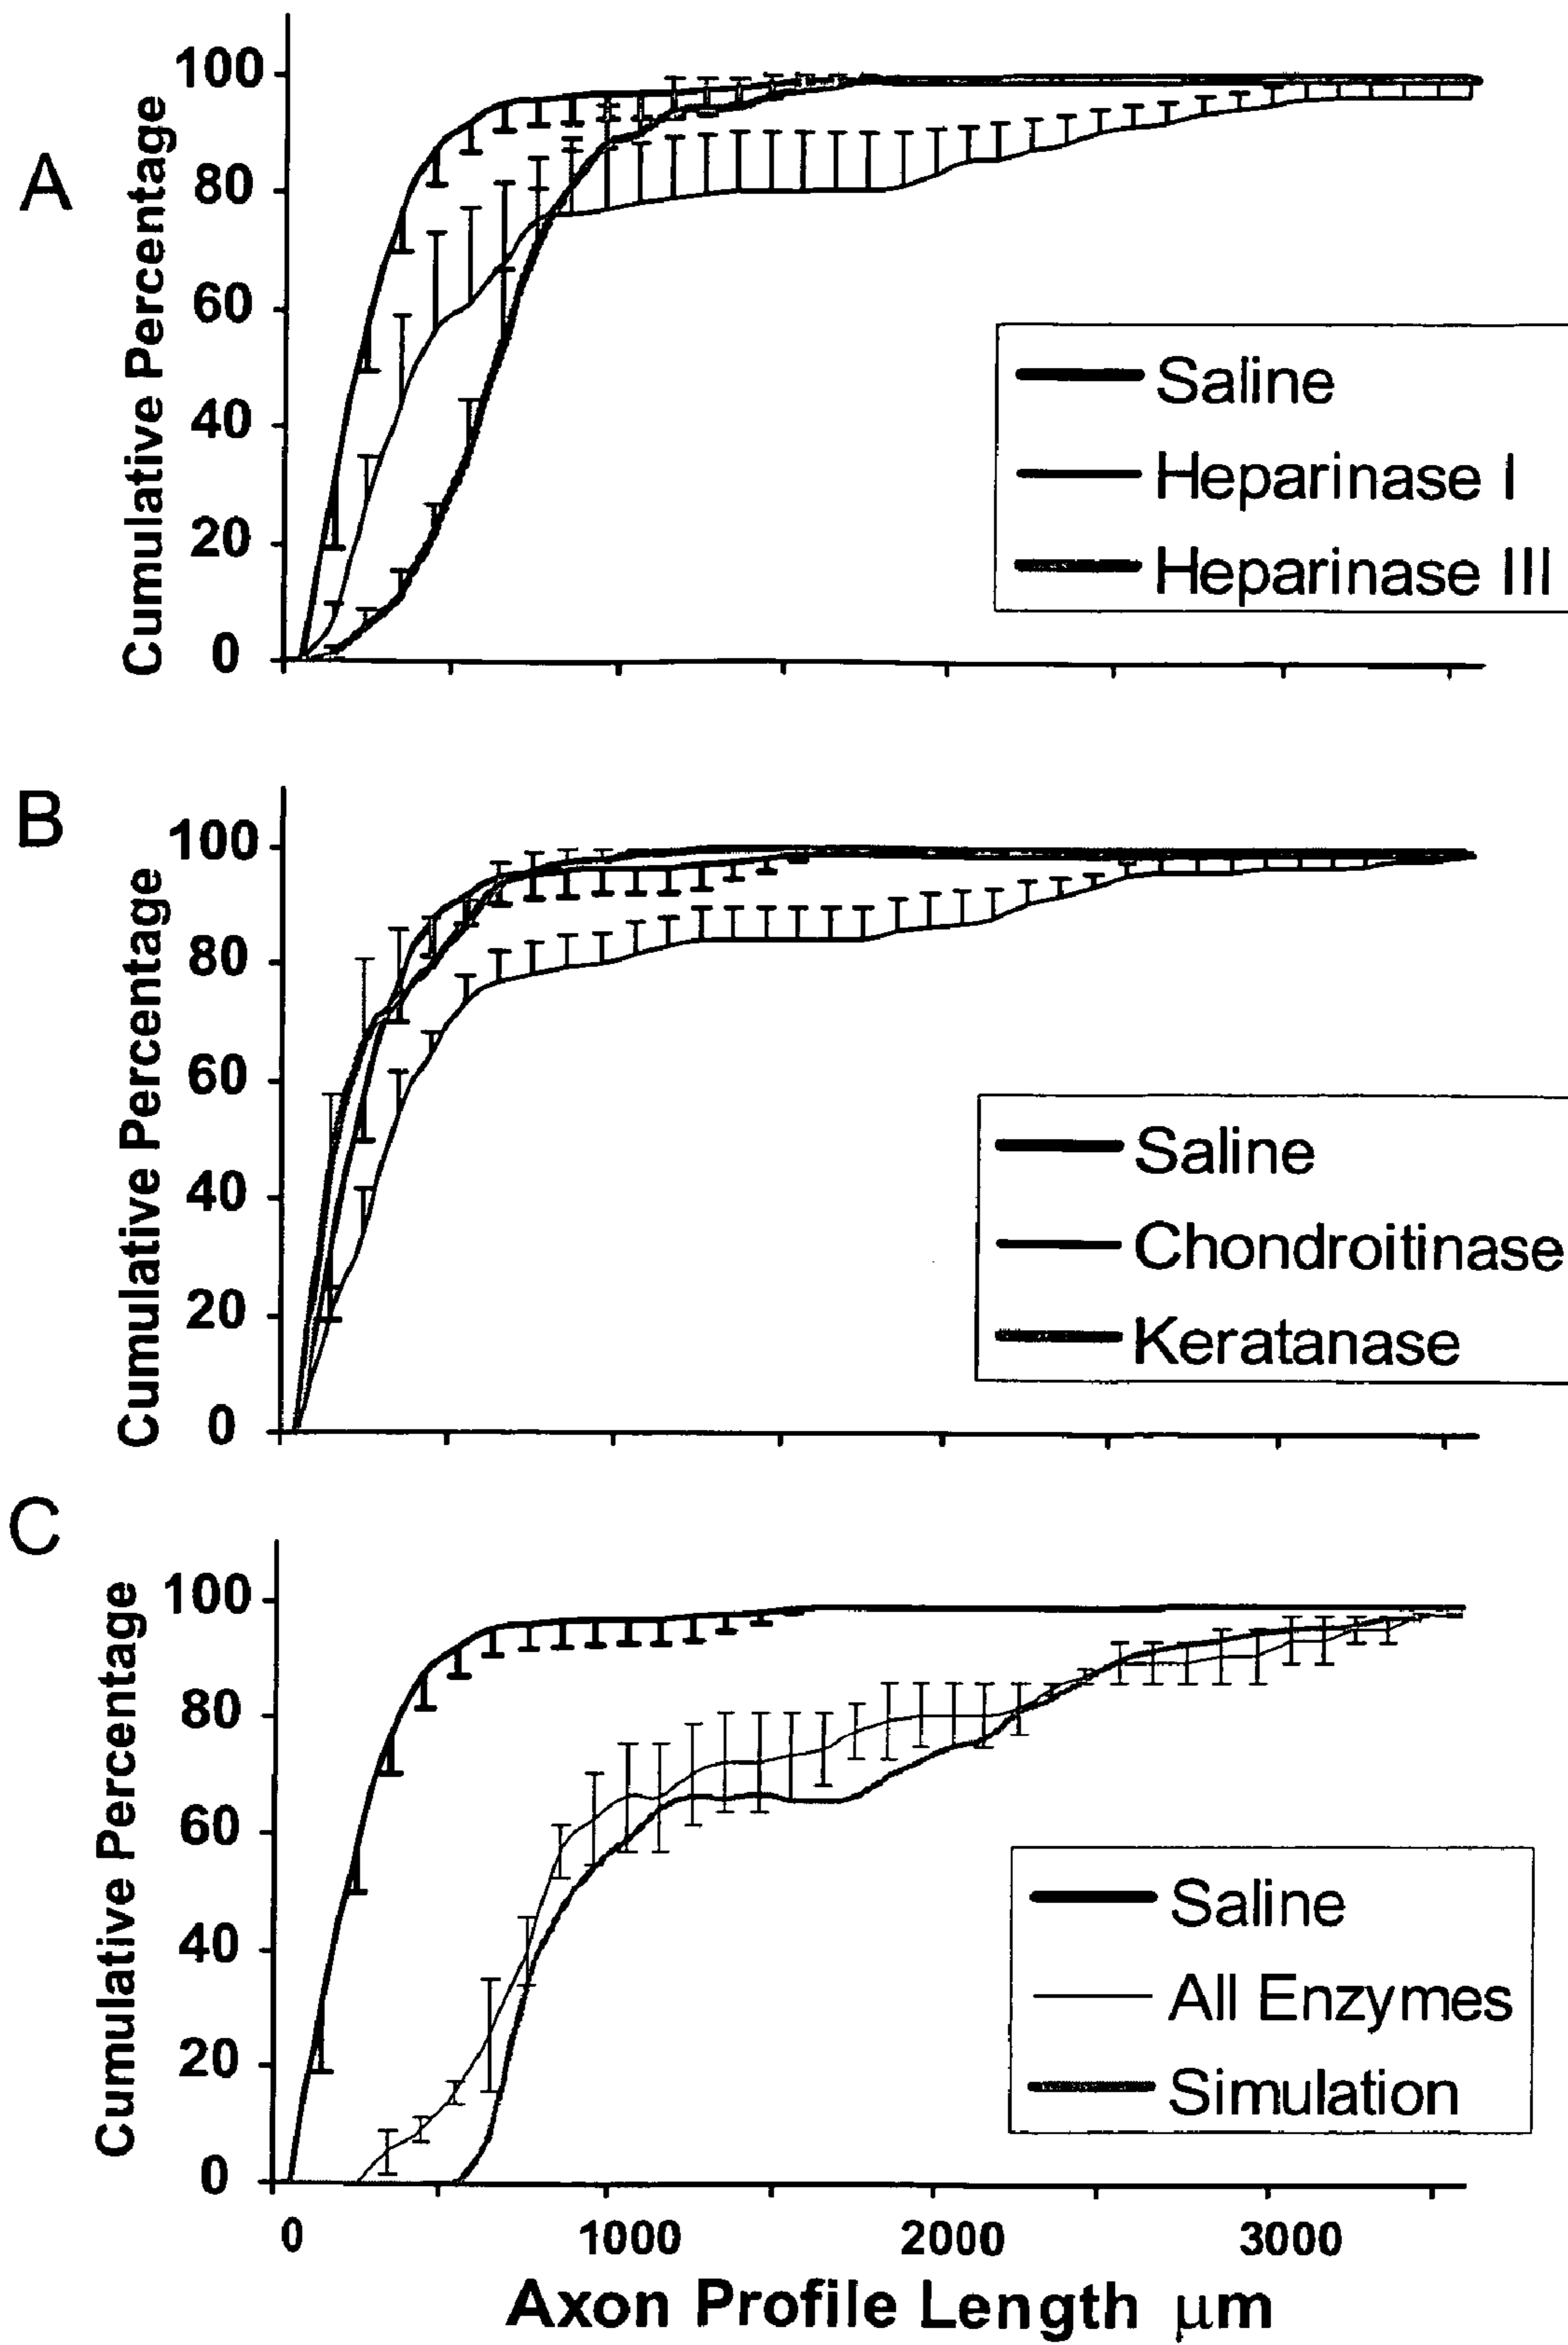 A
Cumulative Percentage
100
80
60
40
20
0
Saline
Heparinase I
Heparinase III
B
Cumulative Percentage
100
80
60
40
20
0
Saline
Chondroitinase
Keratanase
C
Cumulative Percentage
100
80
60
40
20
0
Saline
All Enzymes
Simulation
0 1000 2000 3000
Axon Profile Length μm